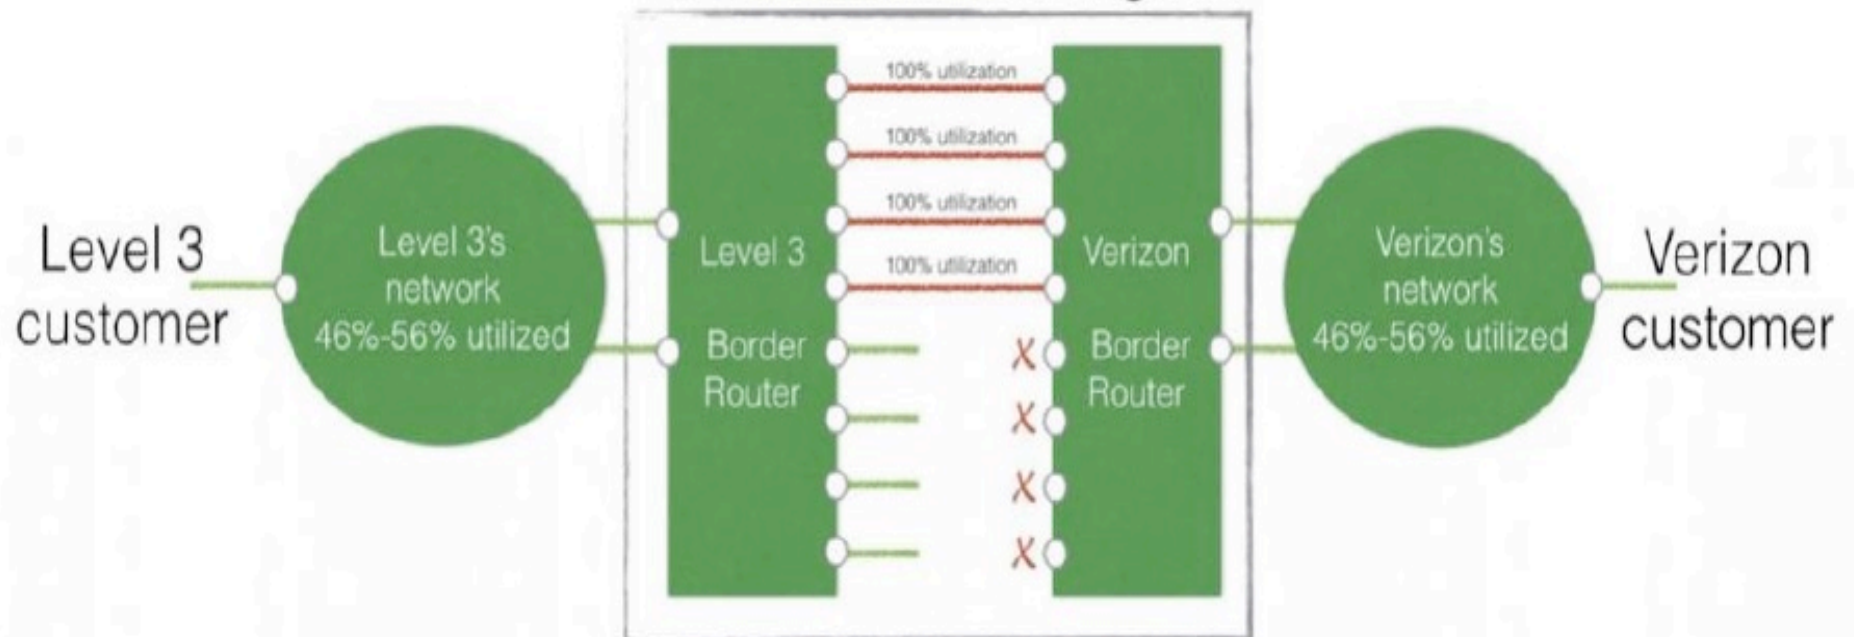 Level 3
customer
Level 3's
network
46%-56% utilized
Level 3
Border
Router
100% utilization
100% utilization
100% utilization
100% utilization
X
X
X
X
Verizon
Border
Router
Verizon's
network
46%-56% utilized
Verizon
customer